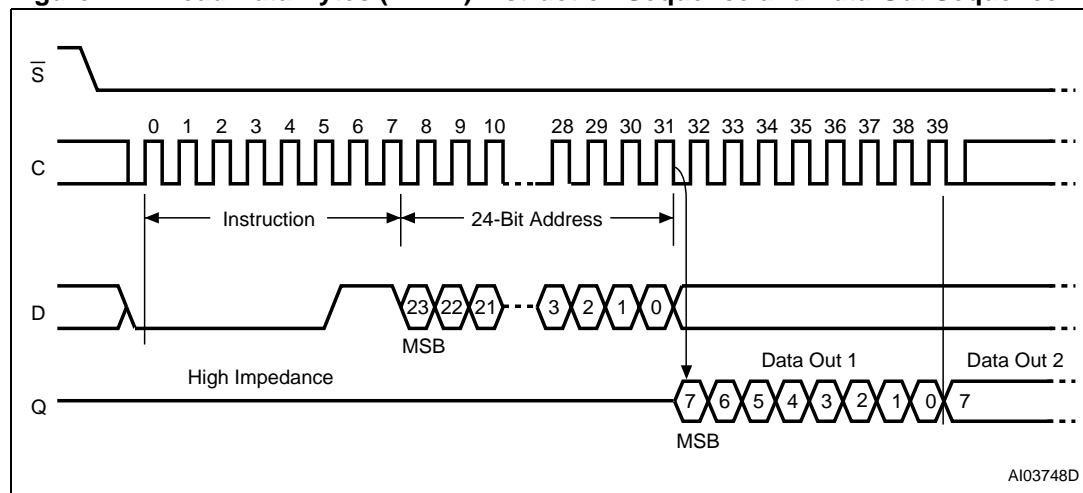 S
0 1 2 3 4 5 6 7 8 9 10 28 29 30 31 32 33 34 35 36 37 38 39
C
Instruction 24-Bit Address
D
23 22 21 3 2 1 0
MSB
High Impedance Data Out 1 Data Out 2
Q
7 6 5 4 3 2 1 0 7
MSB
AI03748D